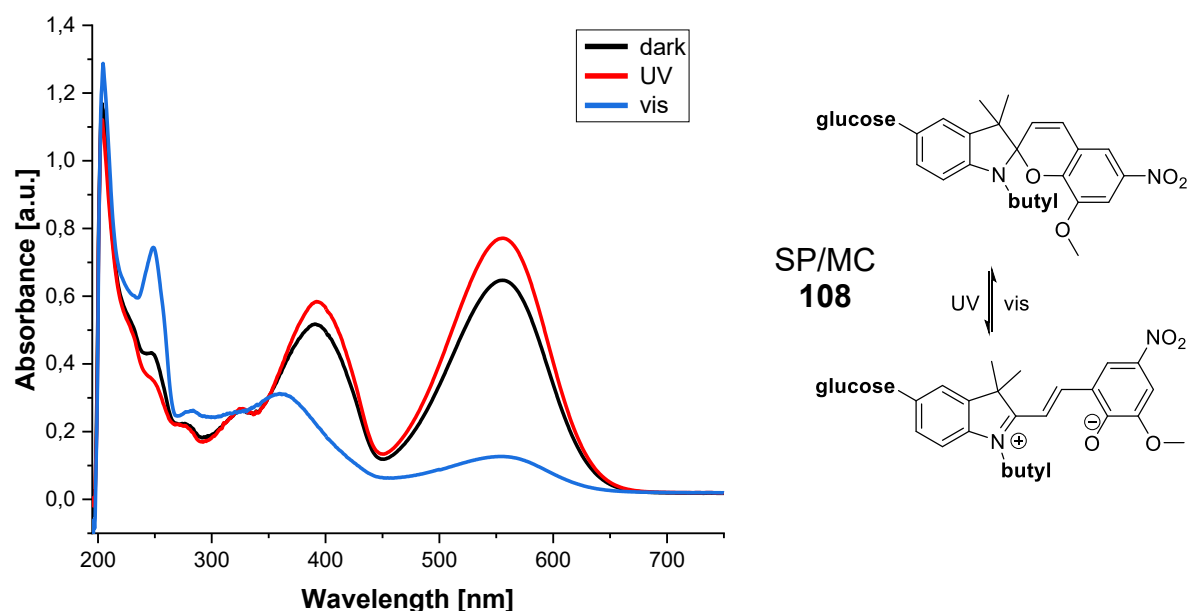 1,4
1,2
1,0
0,8
0,6
0,4
0,2
0,0
Absorbance [a.u.]
200 300 400 500 600 700
Wavelength [nm]
dark
UV
vis
SP/MC
108
glucose
N
O
butyl
NO2
O
UV vis
glucose
N
⊕
butyl
⊖
O
O
NO2